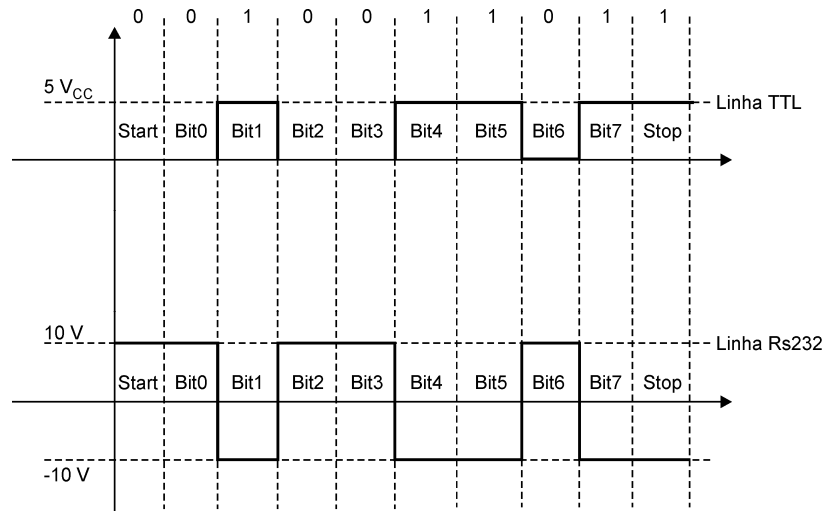 0 0 1 0 0 1 1 0 1 1
5 VCC
Linha TTL
Start Bit0 Bit1 Bit2 Bit3 Bit4 Bit5 Bit6 Bit7 Stop
10 V
Linha Rs232
Start Bit0 Bit1 Bit2 Bit3 Bit4 Bit5 Bit6 Bit7 Stop
-10 V